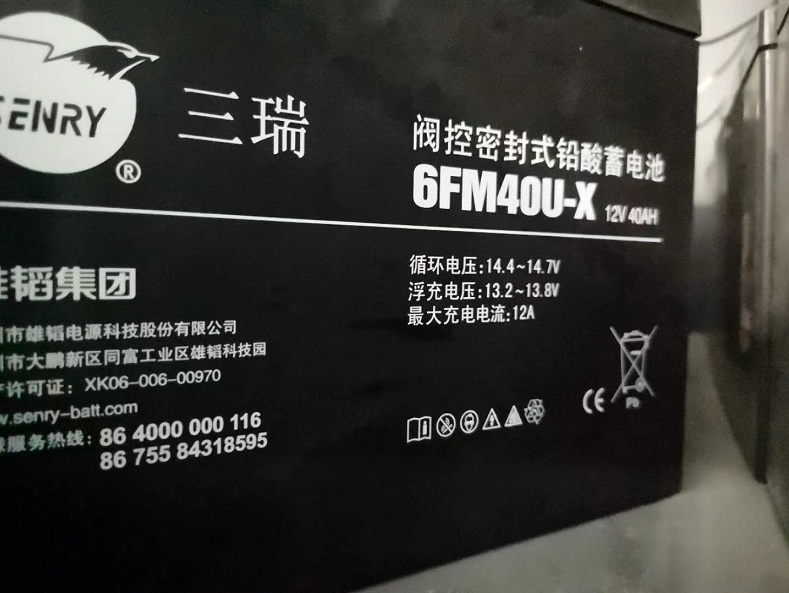 SENRY
®
三瑞
阀控密封式铅酸蓄电池
6FM40U-X 12V 40AH
循环电压:14.4~14.7V
浮充电压:13.2~13.8V
最大充电电流:12A
韬集团
市雄韬电源科技股份有限公司
市大鹏新区同富工业区雄韬科技园
许可证: XK06-006-00970
w.senry-batt.com
服务热线: 86 4000 000 116
86 755 84318595
CE
Pb